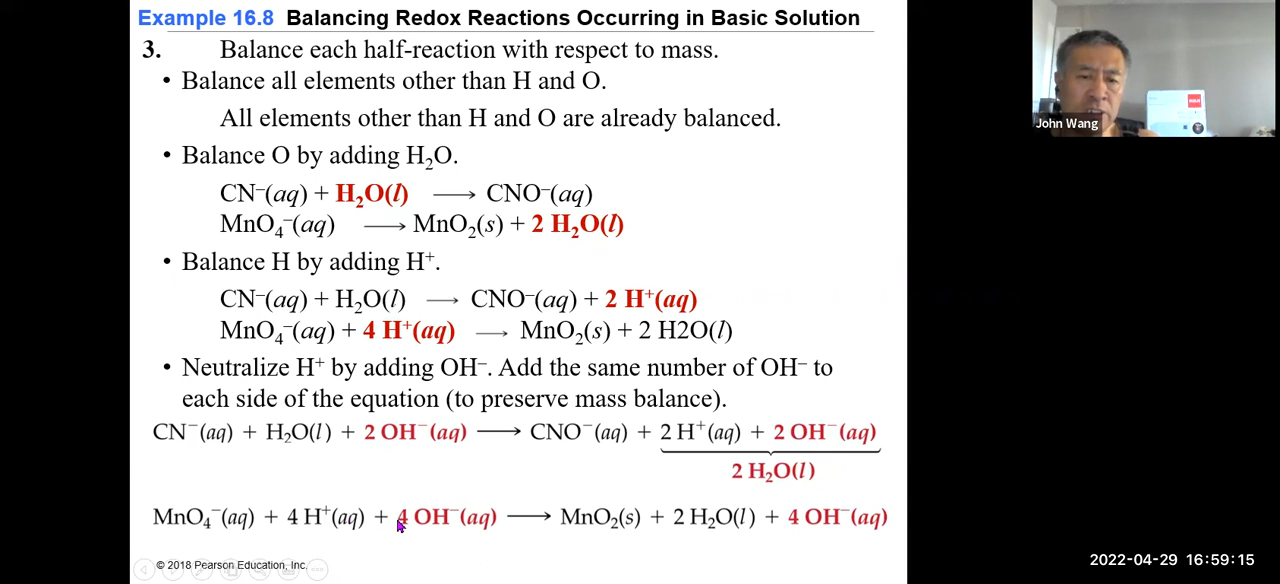 Example 16.8 Balancing Redox Reactions Occurring in Basic Solution
3. Balance each half-reaction with respect to mass.
• Balance all elements other than H and O.
All elements other than H and O are already balanced.
• Balance O by adding H₂O.
CN⁻(aq) + H₂O(l) ⟶ CNO⁻(aq)
MnO₄⁻(aq) ⟶ MnO₂(s) + 2 H₂O(l)
• Balance H by adding H⁺.
CN⁻(aq) + H₂O(l) ⟶ CNO⁻(aq) + 2 H⁺(aq)
MnO₄⁻(aq) + 4 H⁺(aq) ⟶ MnO₂(s) + 2 H2O(l)
• Neutralize H⁺ by adding OH⁻. Add the same number of OH⁻ to
each side of the equation (to preserve mass balance).
CN⁻(aq) + H₂O(l) + 2 OH⁻(aq) ⟶ CNO⁻(aq) + 2 H⁺(aq) + 2 OH⁻(aq)
2 H₂O(l)
MnO₄⁻(aq) + 4 H⁺(aq) + 4 OH⁻(aq) ⟶ MnO₂(s) + 2 H₂O(l) + 4 OH⁻(aq)
© 2018 Pearson Education, Inc.
RCA
John Wang
2022-04-29 16:59:15